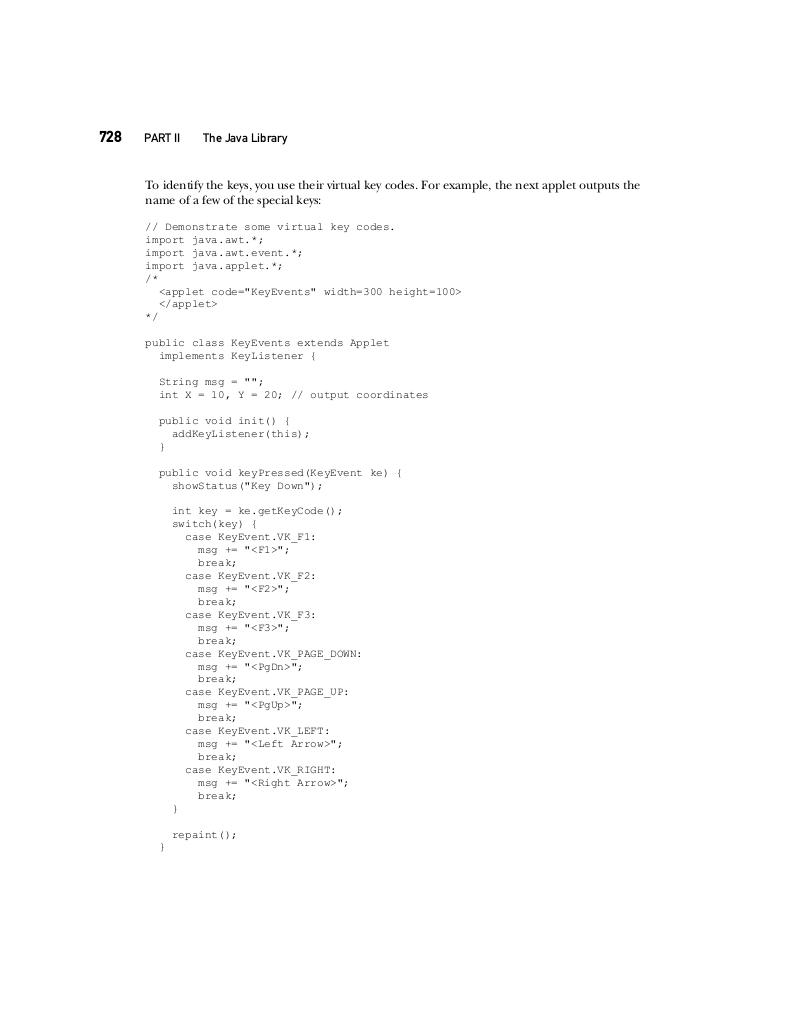 728 PART II The Java Library
To identify the keys, you use their virtual key codes. For example, the next applet outputs the
name of a few of the special keys:
// Demonstrate some virtual key codes.
import java.awt.*;
import java.awt.event.*;
import java.applet.*;
/*
  <applet code="KeyEvents" width=300 height=100>
  </applet>
*/
public class KeyEvents extends Applet
  implements KeyListener {
  String msg = "";
  int X = 10, Y = 20; // output coordinates
  public void init() {
    addKeyListener(this);
  }
  public void keyPressed(KeyEvent ke) {
    showStatus("Key Down");
    int key = ke.getKeyCode();
    switch(key) {
      case KeyEvent.VK_F1:
        msg += "<F1>";
        break;
      case KeyEvent.VK_F2:
        msg += "<F2>";
        break;
      case KeyEvent.VK_F3:
        msg += "<F3>";
        break;
      case KeyEvent.VK_PAGE_DOWN:
        msg += "<PgDn>";
        break;
      case KeyEvent.VK_PAGE_UP:
        msg += "<PgUp>";
        break;
      case KeyEvent.VK_LEFT:
        msg += "<Left Arrow>";
        break;
      case KeyEvent.VK_RIGHT:
        msg += "<Right Arrow>";
        break;
    }
    repaint();
  }